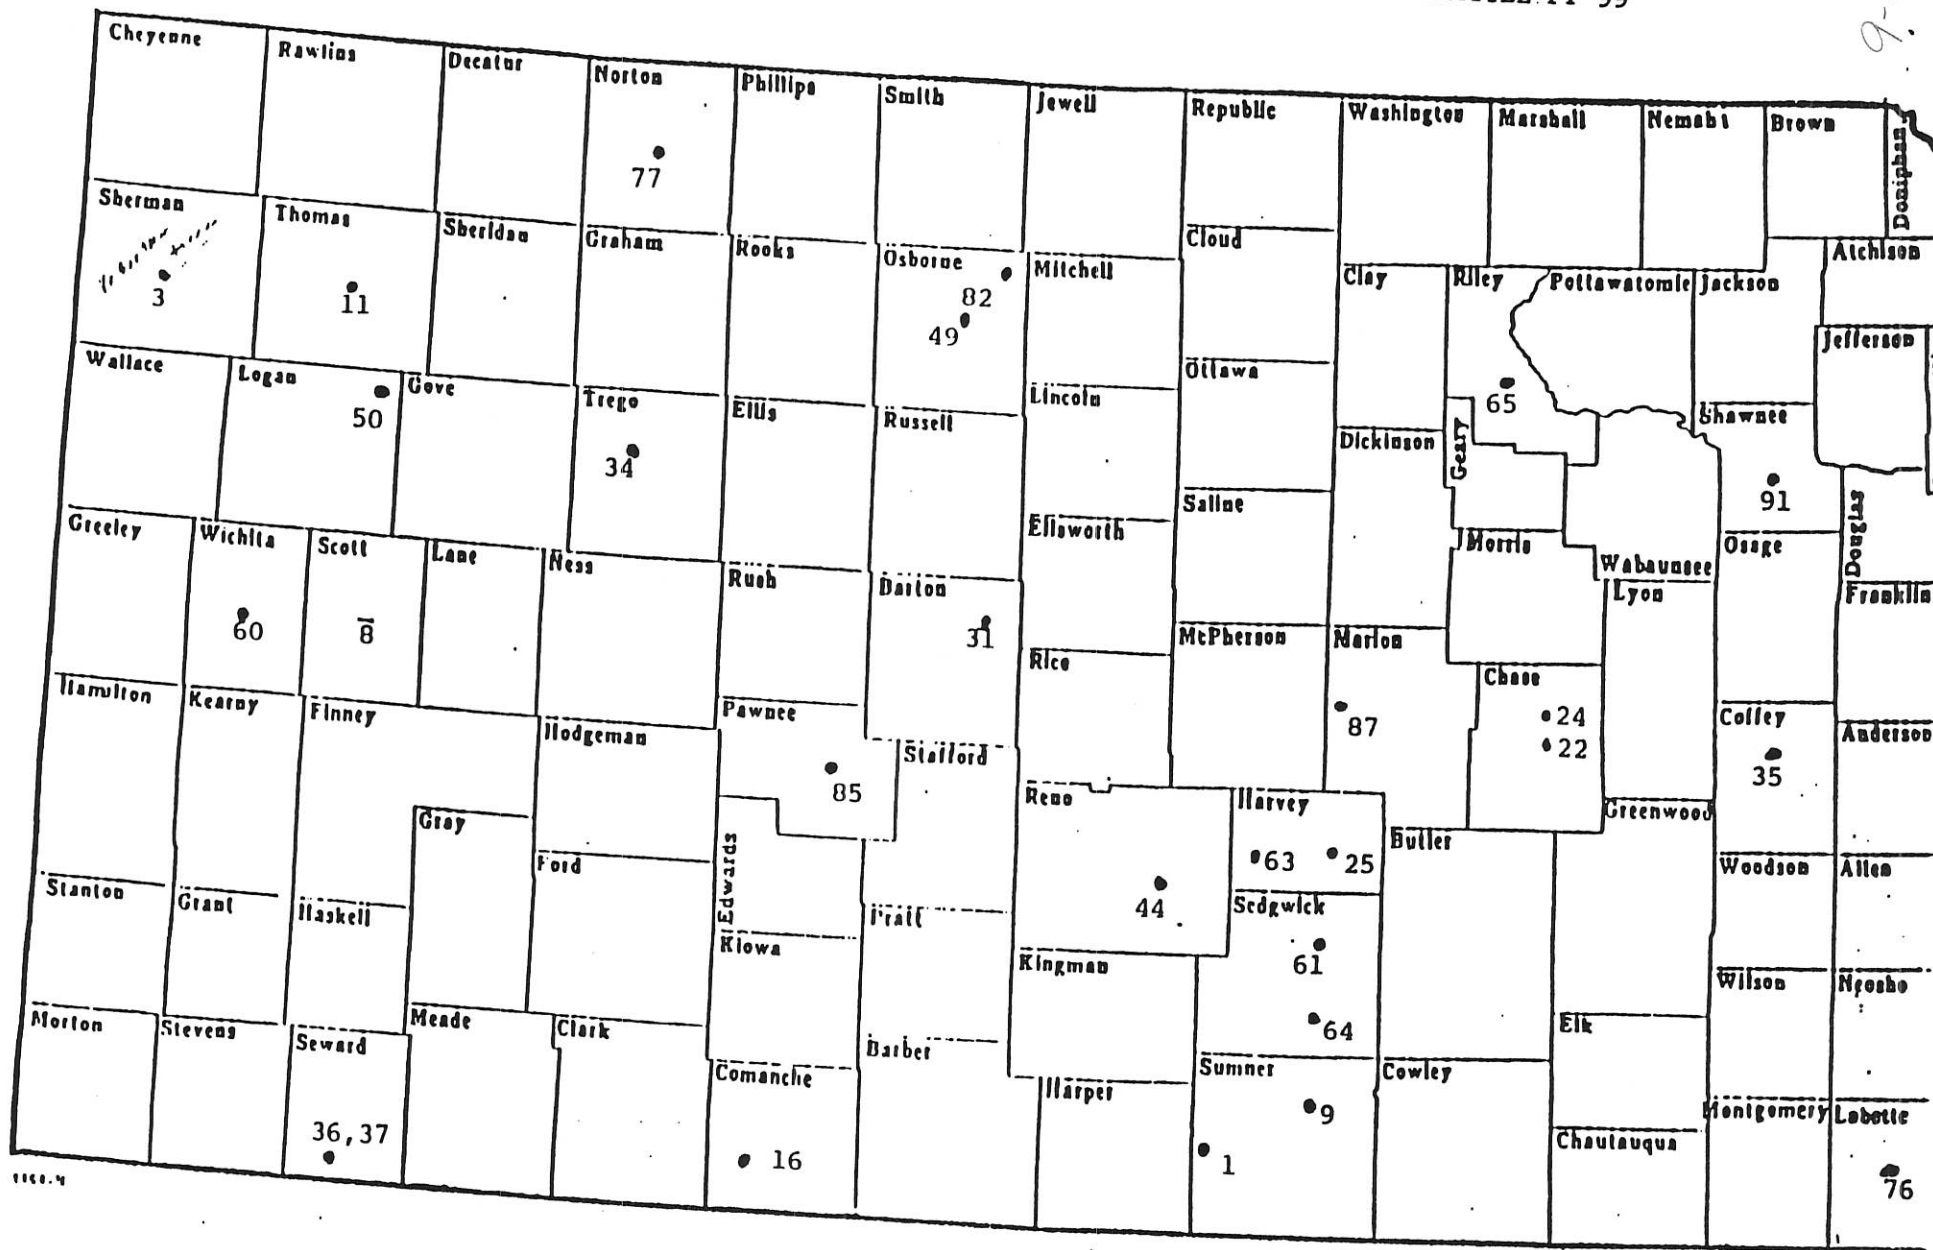 99
9-
Cheyenne
Rawlins
Decatur
Norton
Phillips
Smith
Jewell
Republic
Washington
Marshall
Nemaha
Brown
Doniphan
77
Sherman
Thomas
Sheridan
Graham
Rooks
Osborne
Mitchell
Cloud
Clay
Riley
Pottawatomie
Jackson
Atchison
3
11
82
49
Jefferson
Wallace
Logan
Gove
Trego
Ellis
Russell
Lincoln
Ottawa
Dickinson
Geary
Shawnee
50
34
65
91
Greeley
Wichita
Scott
Lane
Ness
Rush
Barton
Ellsworth
Saline
Morris
Wabaunsee
Osage
Douglas
60
8
31
Lyon
Franklin
Hamilton
Kearny
Finney
Hodgeman
Pawnee
Stafford
Rice
McPherson
Marion
Chase
Coffey
Anderson
85
87
24
22
35
Gray
Ford
Edwards
Reno
Harvey
Butler
Greenwood
63
25
44
Woodson
Allen
Stanton
Grant
Haskell
Kiowa
Pratt
Kingman
Sedgwick
61
64
Wilson
Neosho
Morton
Stevens
Seward
Meade
Clark
Comanche
Barber
Harper
Sumner
Cowley
Elk
Chautauqua
Montgomery
Labette
36,37
16
1
9
76